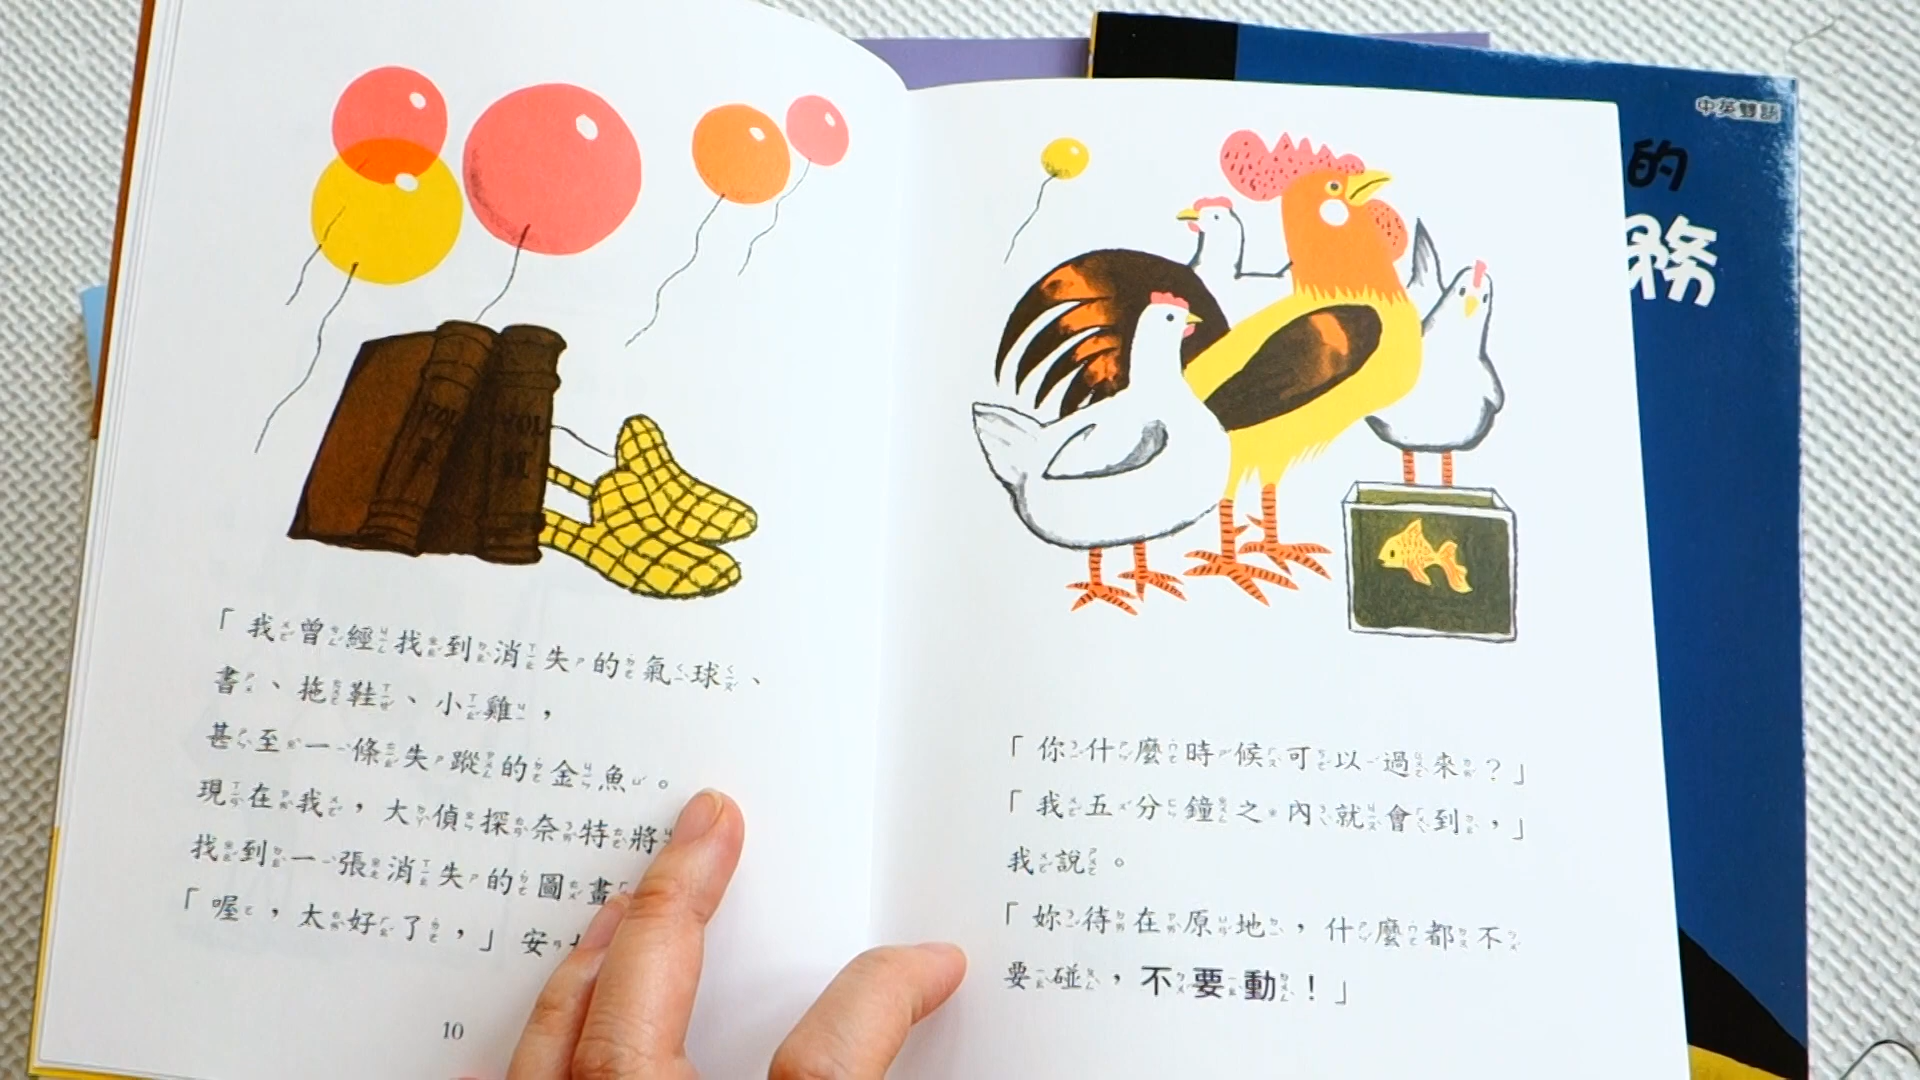 「我曾經找到消失的氣球、
書、拖鞋、小雞，
甚至一條失蹤的金魚。
現在我，大偵探奈特將
找到一張消失的圖畫
「喔，太好了，」安
10
「你什麼時候可以過來？」
「我五分鐘之內就會到，」
我說。
「妳待在原地，什麼都不
要碰，不要動！」
中英雙語
的
務